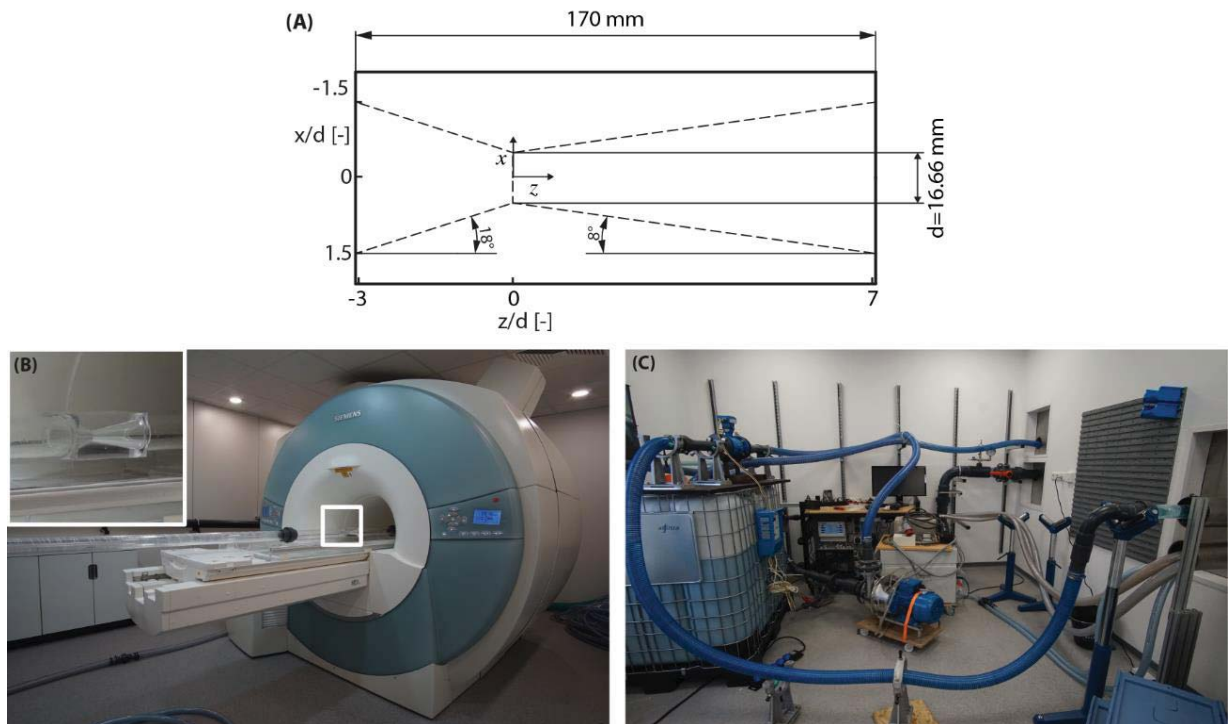 (A)
170 mm
-1.5
x/d [-]
0
1.5
x
z
18°
8°
d=16.66 mm
-3
0
7
z/d [-]
(B)
SIEMENS
(C)